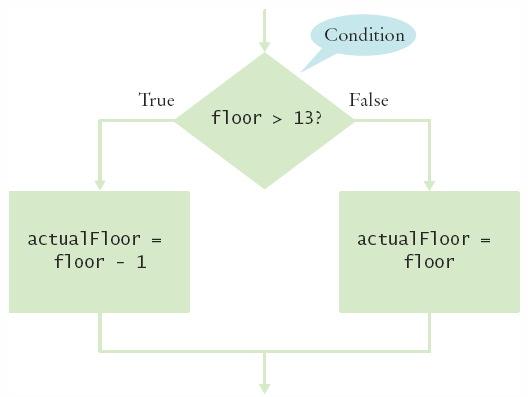 Condition
True
False
floor > 13?
actualFloor =
floor - 1
actualFloor =
floor